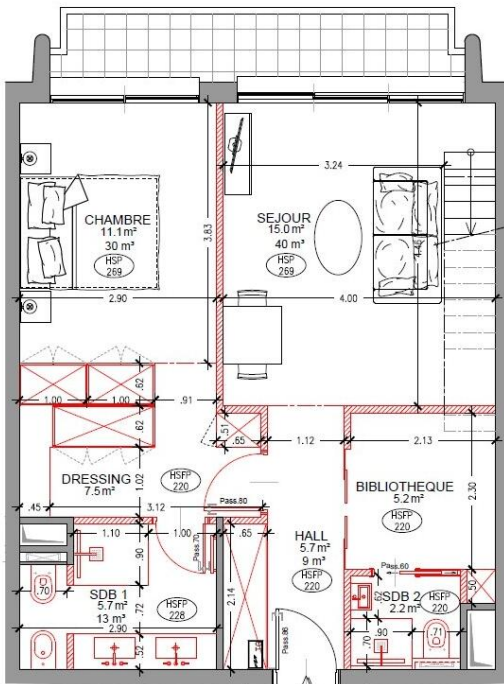 3.24
CHAMBRE
11.1m²
30 m³
HSP
269
3.83
SEJOUR
15.0m²
40 m³
HSP
269
4.46
2.90
4.00
1.00
1.00
.62
.91
.62
.51
.65
1.12
2.13
DRESSING
7.5m²
HSFP
220
1.02
BIBLIOTHEQUE
5.2m²
HSFP
220
2.30
.45
3.12
Pass.80
1.10
1.00
.65
HALL
5.7m²
9 m³
HSFP
220
Pass.60
.90
Pass.70
.70
SDB 1
5.7m²
13 m³
.72
HSFP
228
2.14
.62
SDB 2
2.2m²
HSFP
220
.50
2.90
.52
Pass.86
.90
.71
.70